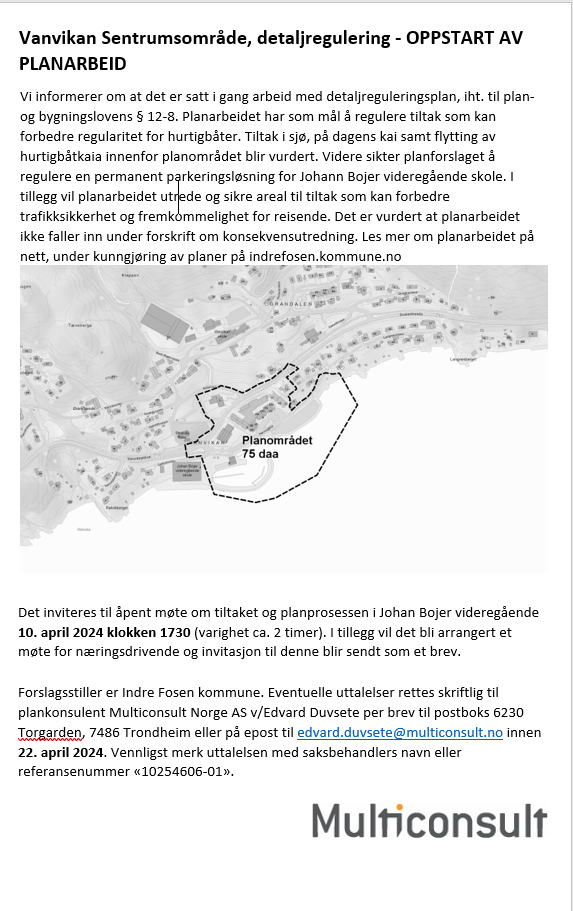 Vanvikan Sentrumsområde, detaljregulering - OPPSTART AV
PLANARBEID
Vi informerer om at det er satt i gang arbeid med detaljreguleringsplan, iht. til plan-
og bygningslovens § 12-8. Planarbeidet har som mål å regulere tiltak som kan
forbedre regularitet for hurtigbåter. Tiltak i sjø, på dagens kai samt flytting av
hurtigbåtkaia innenfor planområdet blir vurdert. Videre sikter planforslaget å
regulere en permanent parkeringsløsning for Johann Bojer videregående skole. I
tillegg vil planarbeidet utrede og sikre areal til tiltak som kan forbedre
trafikksikkerhet og fremkommelighet for reisende. Det er vurdert at planarbeidet
ikke faller inn under forskrift om konsekvensutredning. Les mer om planarbeidet på
nett, under kunngjøring av planer på indrefosen.kommune.no
GRANDALEN
Planområdet
75 daa
Johan Bojer
videregående
skole
Det inviteres til åpent møte om tiltaket og planprosessen i Johan Bojer videregående
10. april 2024 klokken 1730 (varighet ca. 2 timer). I tillegg vil det bli arrangert et
møte for næringsdrivende og invitasjon til denne blir sendt som et brev.
Forslagsstiller er Indre Fosen kommune. Eventuelle uttalelser rettes skriftlig til
plankonsulent Multiconsult Norge AS v/Edvard Duvsete per brev til postboks 6230
Torgarden, 7486 Trondheim eller på epost til edvard.duvsete@multiconsult.no innen
22. april 2024. Vennligst merk uttalelsen med saksbehandlers navn eller
referansenummer «10254606-01».
Multiconsult